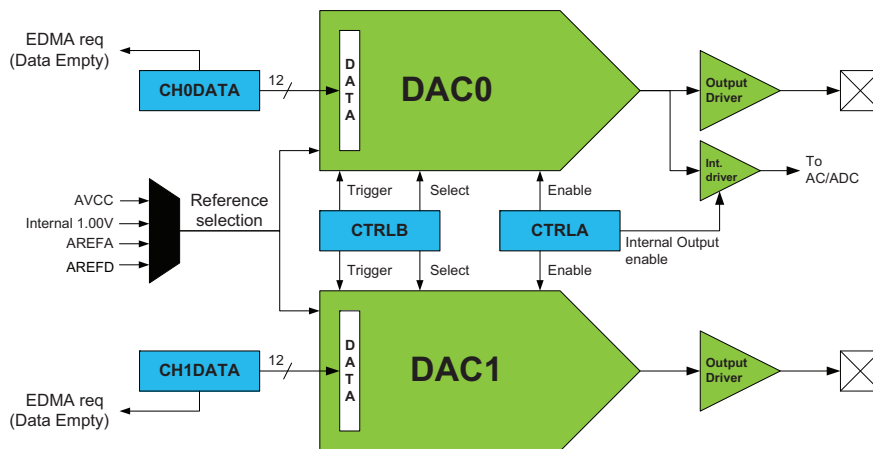 EDMA req
(Data Empty)
CH0DATA
12
DATA
DAC0
Output
Driver
Int.
driver
To
AC/ADC
AVCC
Internal 1.00V
AREFA
AREFD
Reference
selection
Trigger
Select
Enable
CTRLB
CTRLA
Internal Output
enable
Trigger
Select
Enable
CH1DATA
12
DATA
DAC1
Output
Driver
EDMA req
(Data Empty)